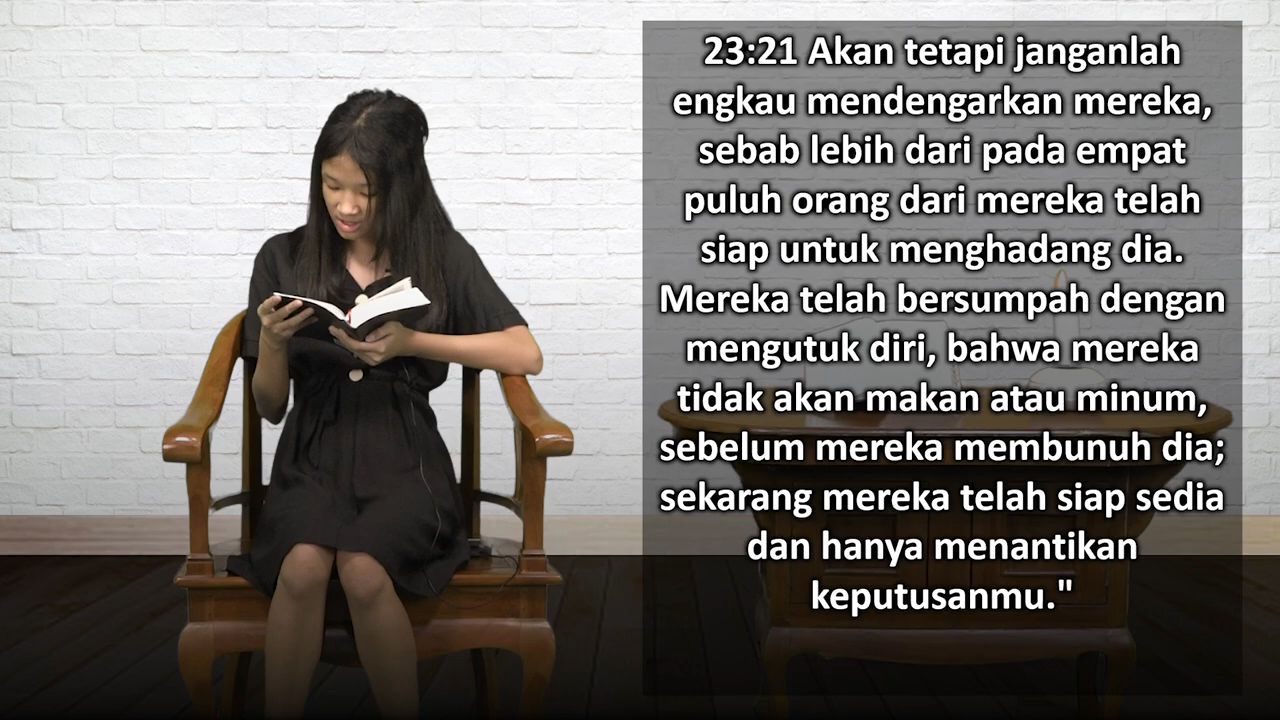 23:21 Akan tetapi janganlah
engkau mendengarkan mereka,
sebab lebih dari pada empat
puluh orang dari mereka telah
siap untuk menghadang dia.
Mereka telah bersumpah dengan
mengutuk diri, bahwa mereka
tidak akan makan atau minum,
sebelum mereka membunuh dia;
sekarang mereka telah siap sedia
dan hanya menantikan
keputusanmu."